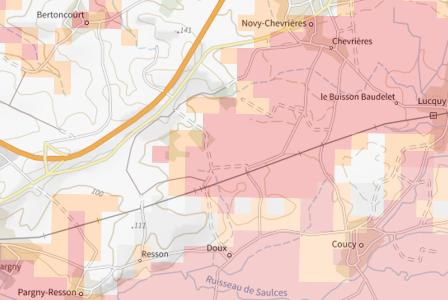 Bertoncourt
141
Novy-Chevrières
Chevrières
le Buisson Baudelet
Lucquy
100
111
Resson
Doux
Coucy
argny
Pargny-Resson
Ruisseau de Saulces